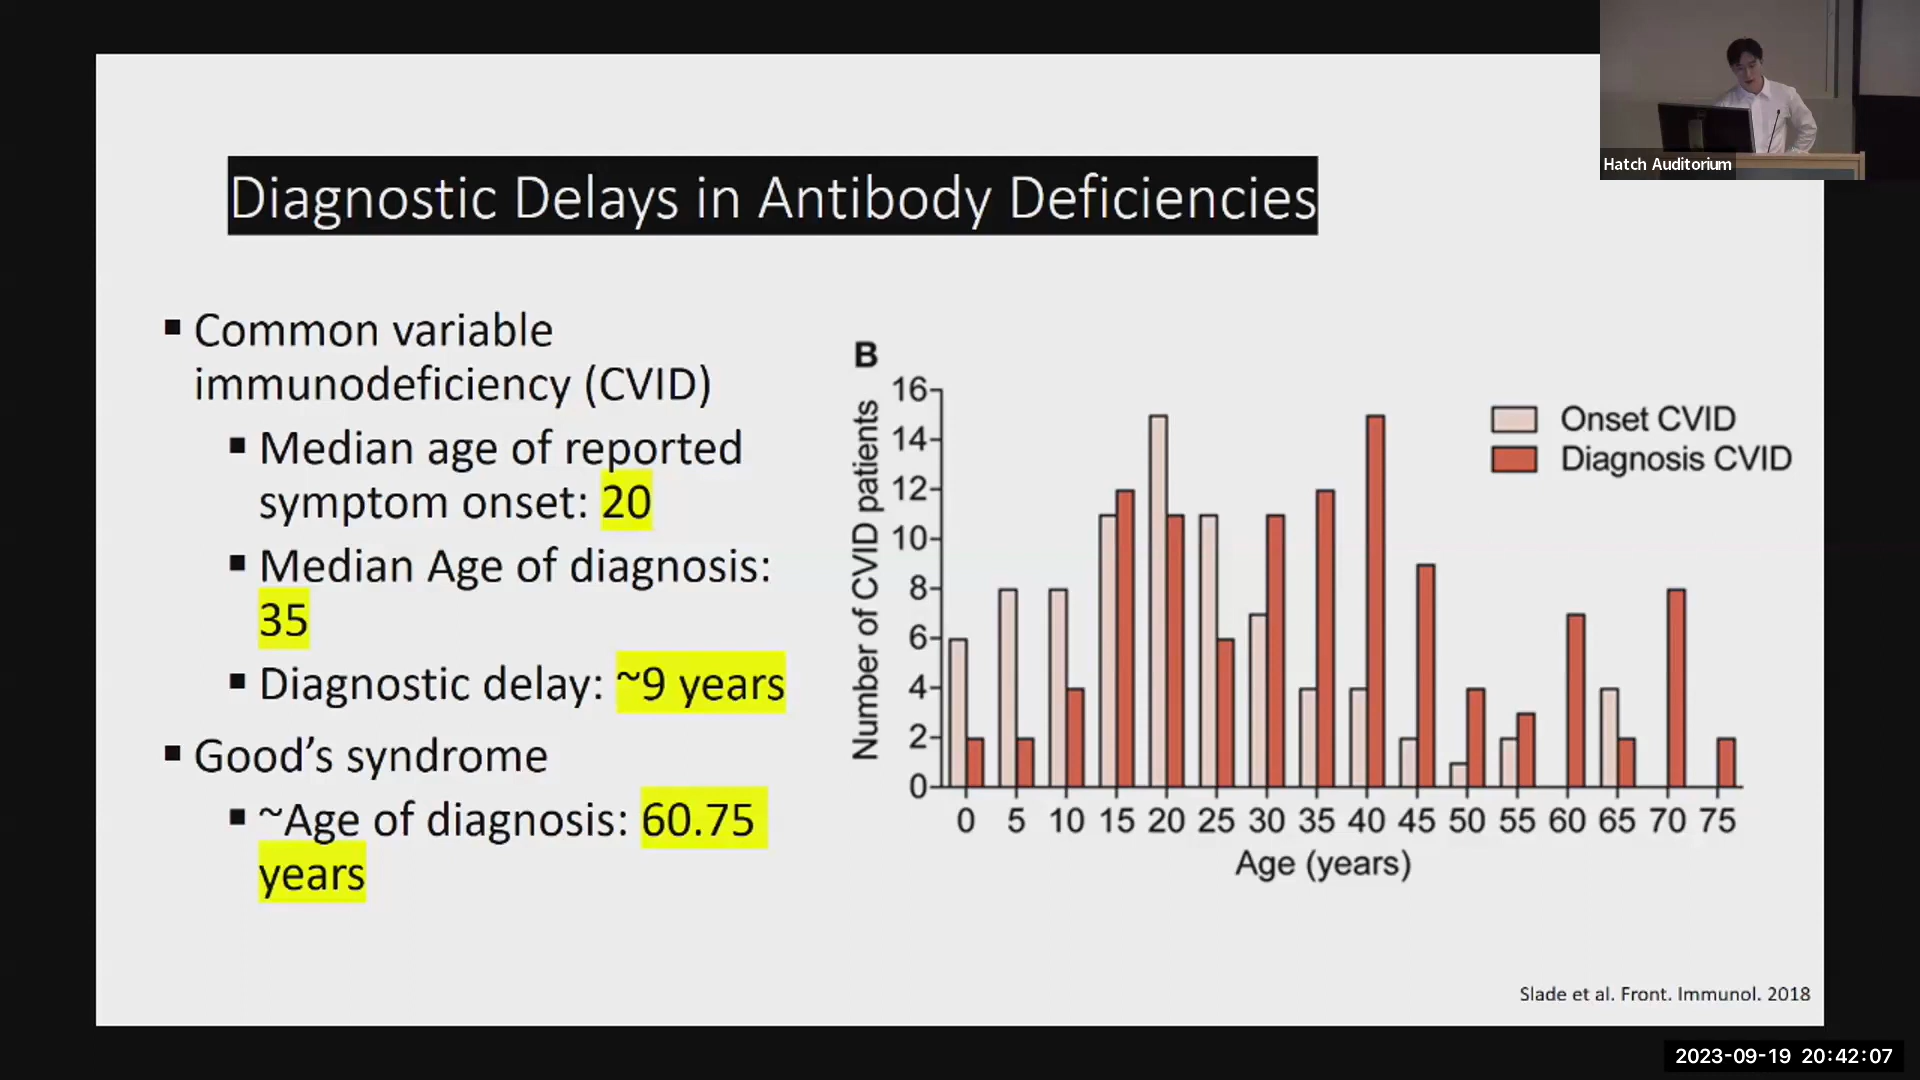 Hatch Auditorium
Diagnostic Delays in Antibody Deficiencies
▪ Common variable
immunodeficiency (CVID)
▪ Median age of reported
symptom onset: 20
▪ Median Age of diagnosis:
35
▪ Diagnostic delay: ~9 years
▪ Good’s syndrome
▪ ~Age of diagnosis: 60.75
years
B
Number of CVID patients
16
14
12
10
8
6
4
2
0
Onset CVID
Diagnosis CVID
0 5 10 15 20 25 30 35 40 45 50 55 60 65 70 75
Age (years)
Slade et al. Front. Immunol. 2018
2023-09-19 20:42:07